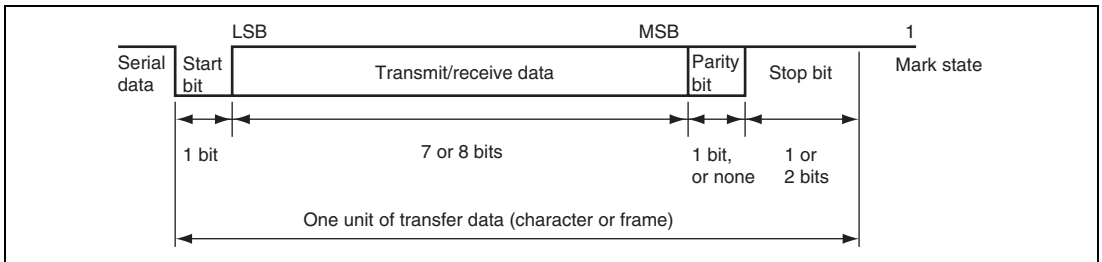 LSB MSB 1
Serial data
Start bit
Transmit/receive data
Parity bit
Stop bit
Mark state
1 bit
7 or 8 bits
1 bit, or none
1 or 2 bits
One unit of transfer data (character or frame)